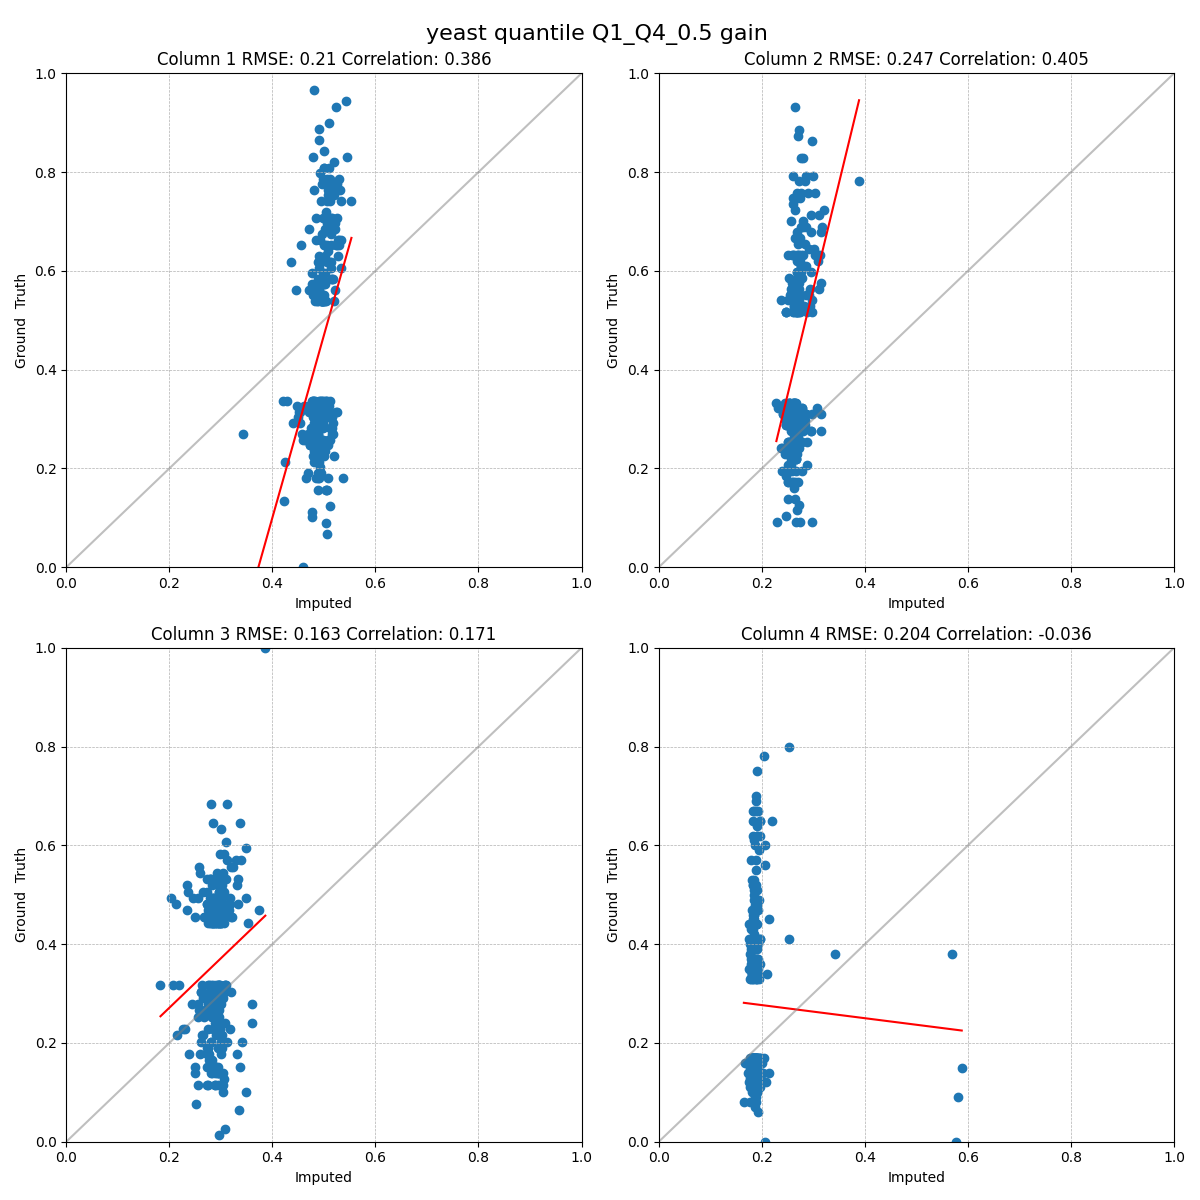 yeast quantile Q1_Q4_0.5 gain
Column 1 RMSE: 0.21 Correlation: 0.386
1.0
0.8
0.6
0.4
0.2
0.0
Ground Truth
0.0 0.2 0.4 0.6 0.8 1.0
Imputed
Column 2 RMSE: 0.247 Correlation: 0.405
1.0
0.8
0.6
0.4
0.2
0.0
Ground Truth
0.0 0.2 0.4 0.6 0.8 1.0
Imputed
Column 3 RMSE: 0.163 Correlation: 0.171
1.0
0.8
0.6
0.4
0.2
0.0
Ground Truth
0.0 0.2 0.4 0.6 0.8 1.0
Imputed
Column 4 RMSE: 0.204 Correlation: -0.036
1.0
0.8
0.6
0.4
0.2
0.0
Ground Truth
0.0 0.2 0.4 0.6 0.8 1.0
Imputed